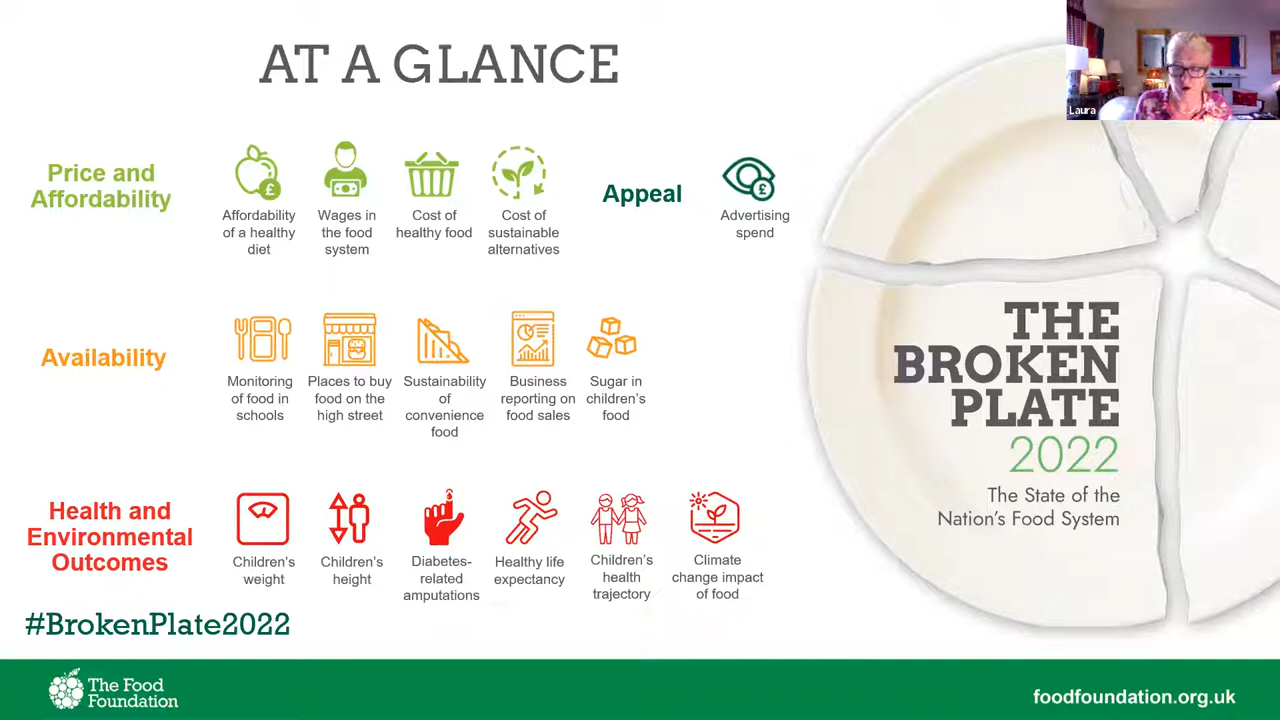 AT A GLANCE
Laura
Price and
Affordability
Affordability
of a healthy
diet
Wages in
the food
system
Cost of
healthy food
Cost of
sustainable
alternatives
Appeal
Advertising
spend
Availability
Monitoring
of food in
schools
Places to buy
food on the
high street
Sustainability
of
convenience
food
Business
reporting on
food sales
Sugar in
children's
food
THE
BROKEN
PLATE
2022
The State of the
Nation's Food System
Health and
Environmental
Outcomes
Children's
weight
Children's
height
Diabetes-
related
amputations
Healthy life
expectancy
Children's
health
trajectory
Climate
change impact
of food
#BrokenPlate2022
The Food
Foundation
foodfoundation.org.uk